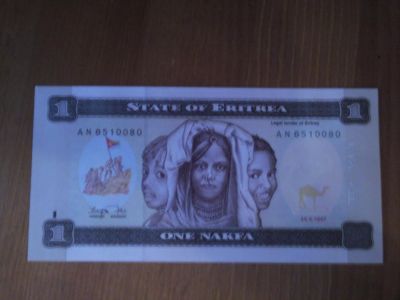 1
STATE OF ERITREA
1
Legal tender of Eritrea
AN 6510080
AN 6510080
24.5.1997
1
ONE NAKFA
1